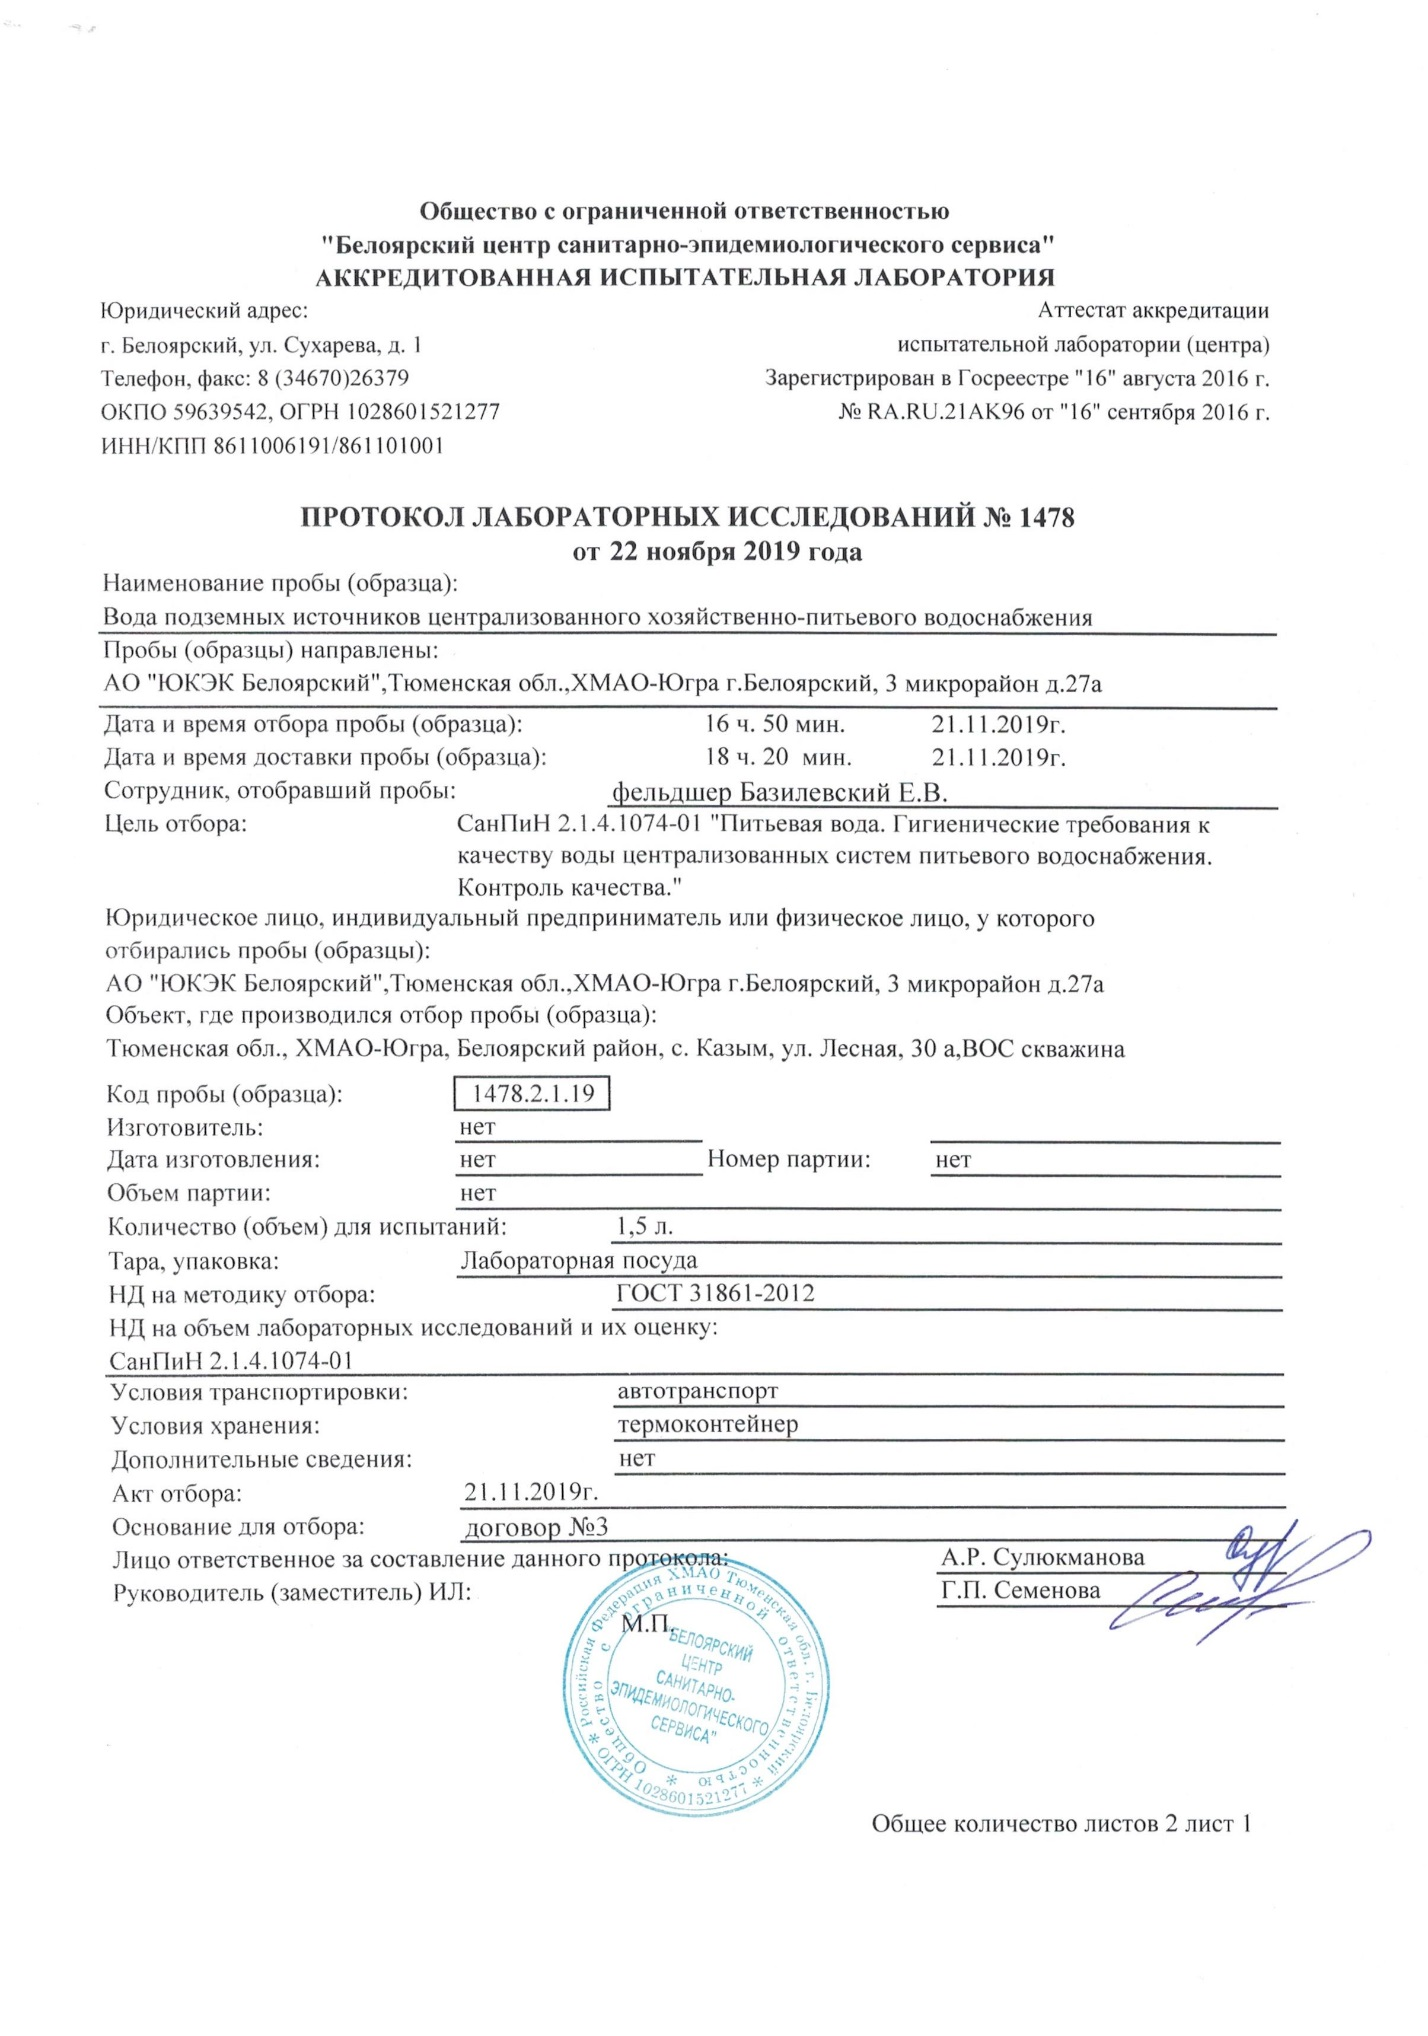 Общество с ограниченной ответственностью
"Белоярский центр санитарно-эпидемиологического сервиса"
АККРЕДИТОВАННАЯ ИСПЫТАТЕЛЬНАЯ ЛАБОРАТОРИЯ
Юридический адрес: Аттестат аккредитации
г. Белоярский, ул. Сухарева, д. 1 испытательной лаборатории (центра)
Телефон, факс: 8 (34670)26379 Зарегистрирован в Госреестре "16" августа 2016 г.
ОКПО 59639542, ОГРН 1028601521277 № RA.RU.21АК96 от "16" сентября 2016 г.
ИНН/КПП 8611006191/861101001
ПРОТОКОЛ ЛАБОРАТОРНЫХ ИССЛЕДОВАНИЙ № 1478
от 22 ноября 2019 года
Наименование пробы (образца):
Вода подземных источников централизованного хозяйственно-питьевого водоснабжения
Пробы (образцы) направлены:
АО "ЮКЭК Белоярский",Тюменская обл.,ХМАО-Югра г.Белоярский, 3 микрорайон д.27а
Дата и время отбора пробы (образца): 16 ч. 50 мин. 21.11.2019г.
Дата и время доставки пробы (образца): 18 ч. 20 мин. 21.11.2019г.
Сотрудник, отобравший пробы: фельдшер Базилевский Е.В.
Цель отбора: СанПиН 2.1.4.1074-01 "Питьевая вода. Гигиенические требования к
качеству воды централизованных систем питьевого водоснабжения.
Контроль качества."
Юридическое лицо, индивидуальный предприниматель или физическое лицо, у которого
отбирались пробы (образцы):
АО "ЮКЭК Белоярский",Тюменская обл.,ХМАО-Югра г.Белоярский, 3 микрорайон д.27а
Объект, где производился отбор пробы (образца):
Тюменская обл., ХМАО-Югра, Белоярский район, с. Казым, ул. Лесная, 30 а,ВОС скважина
Код пробы (образца): 1478.2.1.19
Изготовитель: нет
Дата изготовления: нет Номер партии: нет
Объем партии: нет
Количество (объем) для испытаний: 1,5 л.
Тара, упаковка: Лабораторная посуда
НД на методику отбора: ГОСТ 31861-2012
НД на объем лабораторных исследований и их оценку:
СанПиН 2.1.4.1074-01
Условия транспортировки: автотранспорт
Условия хранения: термоконтейнер
Дополнительные сведения: нет
Акт отбора: 21.11.2019г.
Основание для отбора: договор №3
Лицо ответственное за составление данного протокола: А.Р. Сулюкманова
Руководитель (заместитель) ИЛ: Г.П. Семенова
М.П.
* Российская Федерация ХМАО Тюменская обл. г. Белоярский * ОГРН 1028601521277
* Общество с ограниченной ответственностью
"БЕЛОЯРСКИЙ
ЦЕНТР
САНИТАРНО-
ЭПИДЕМИОЛОГИЧЕСКОГО
СЕРВИСА"
Общее количество листов 2 лист 1